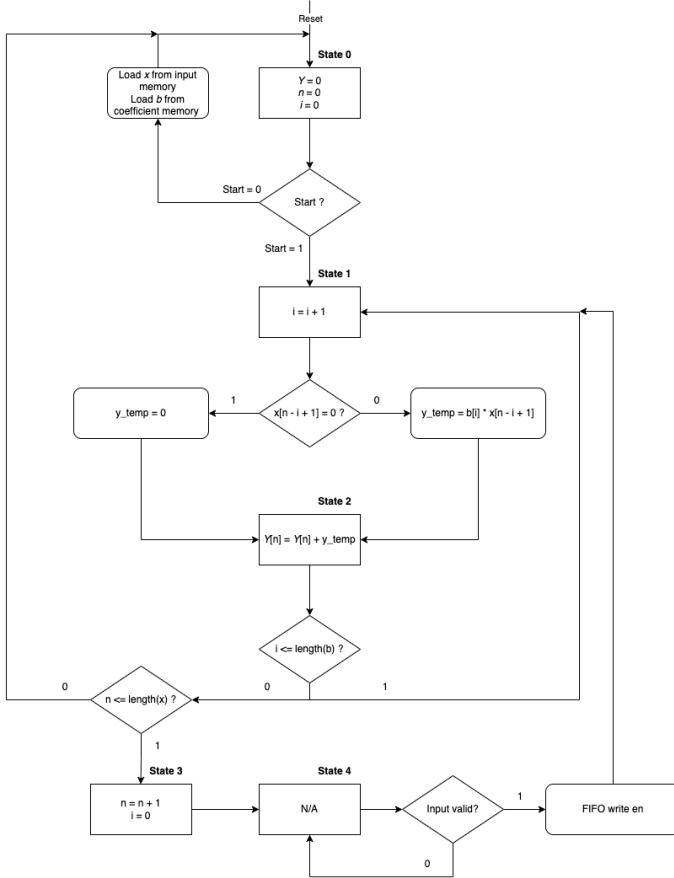 Reset
State 0
Load x from input
memory
Load b from
coefficient memory
Y = 0
n = 0
i = 0
Start = 0
Start ?
Start = 1
State 1
i = i + 1
y_temp = 0
1
x[n - i + 1] = 0 ?
0
y_temp = b[i] * x[n - i + 1]
State 2
Y[n] = Y[n] + y_temp
i <= length(b) ?
0
n <= length(x) ?
0
1
1
State 3
n = n + 1
i = 0
State 4
N/A
Input valid?
1
FIFO write en
0